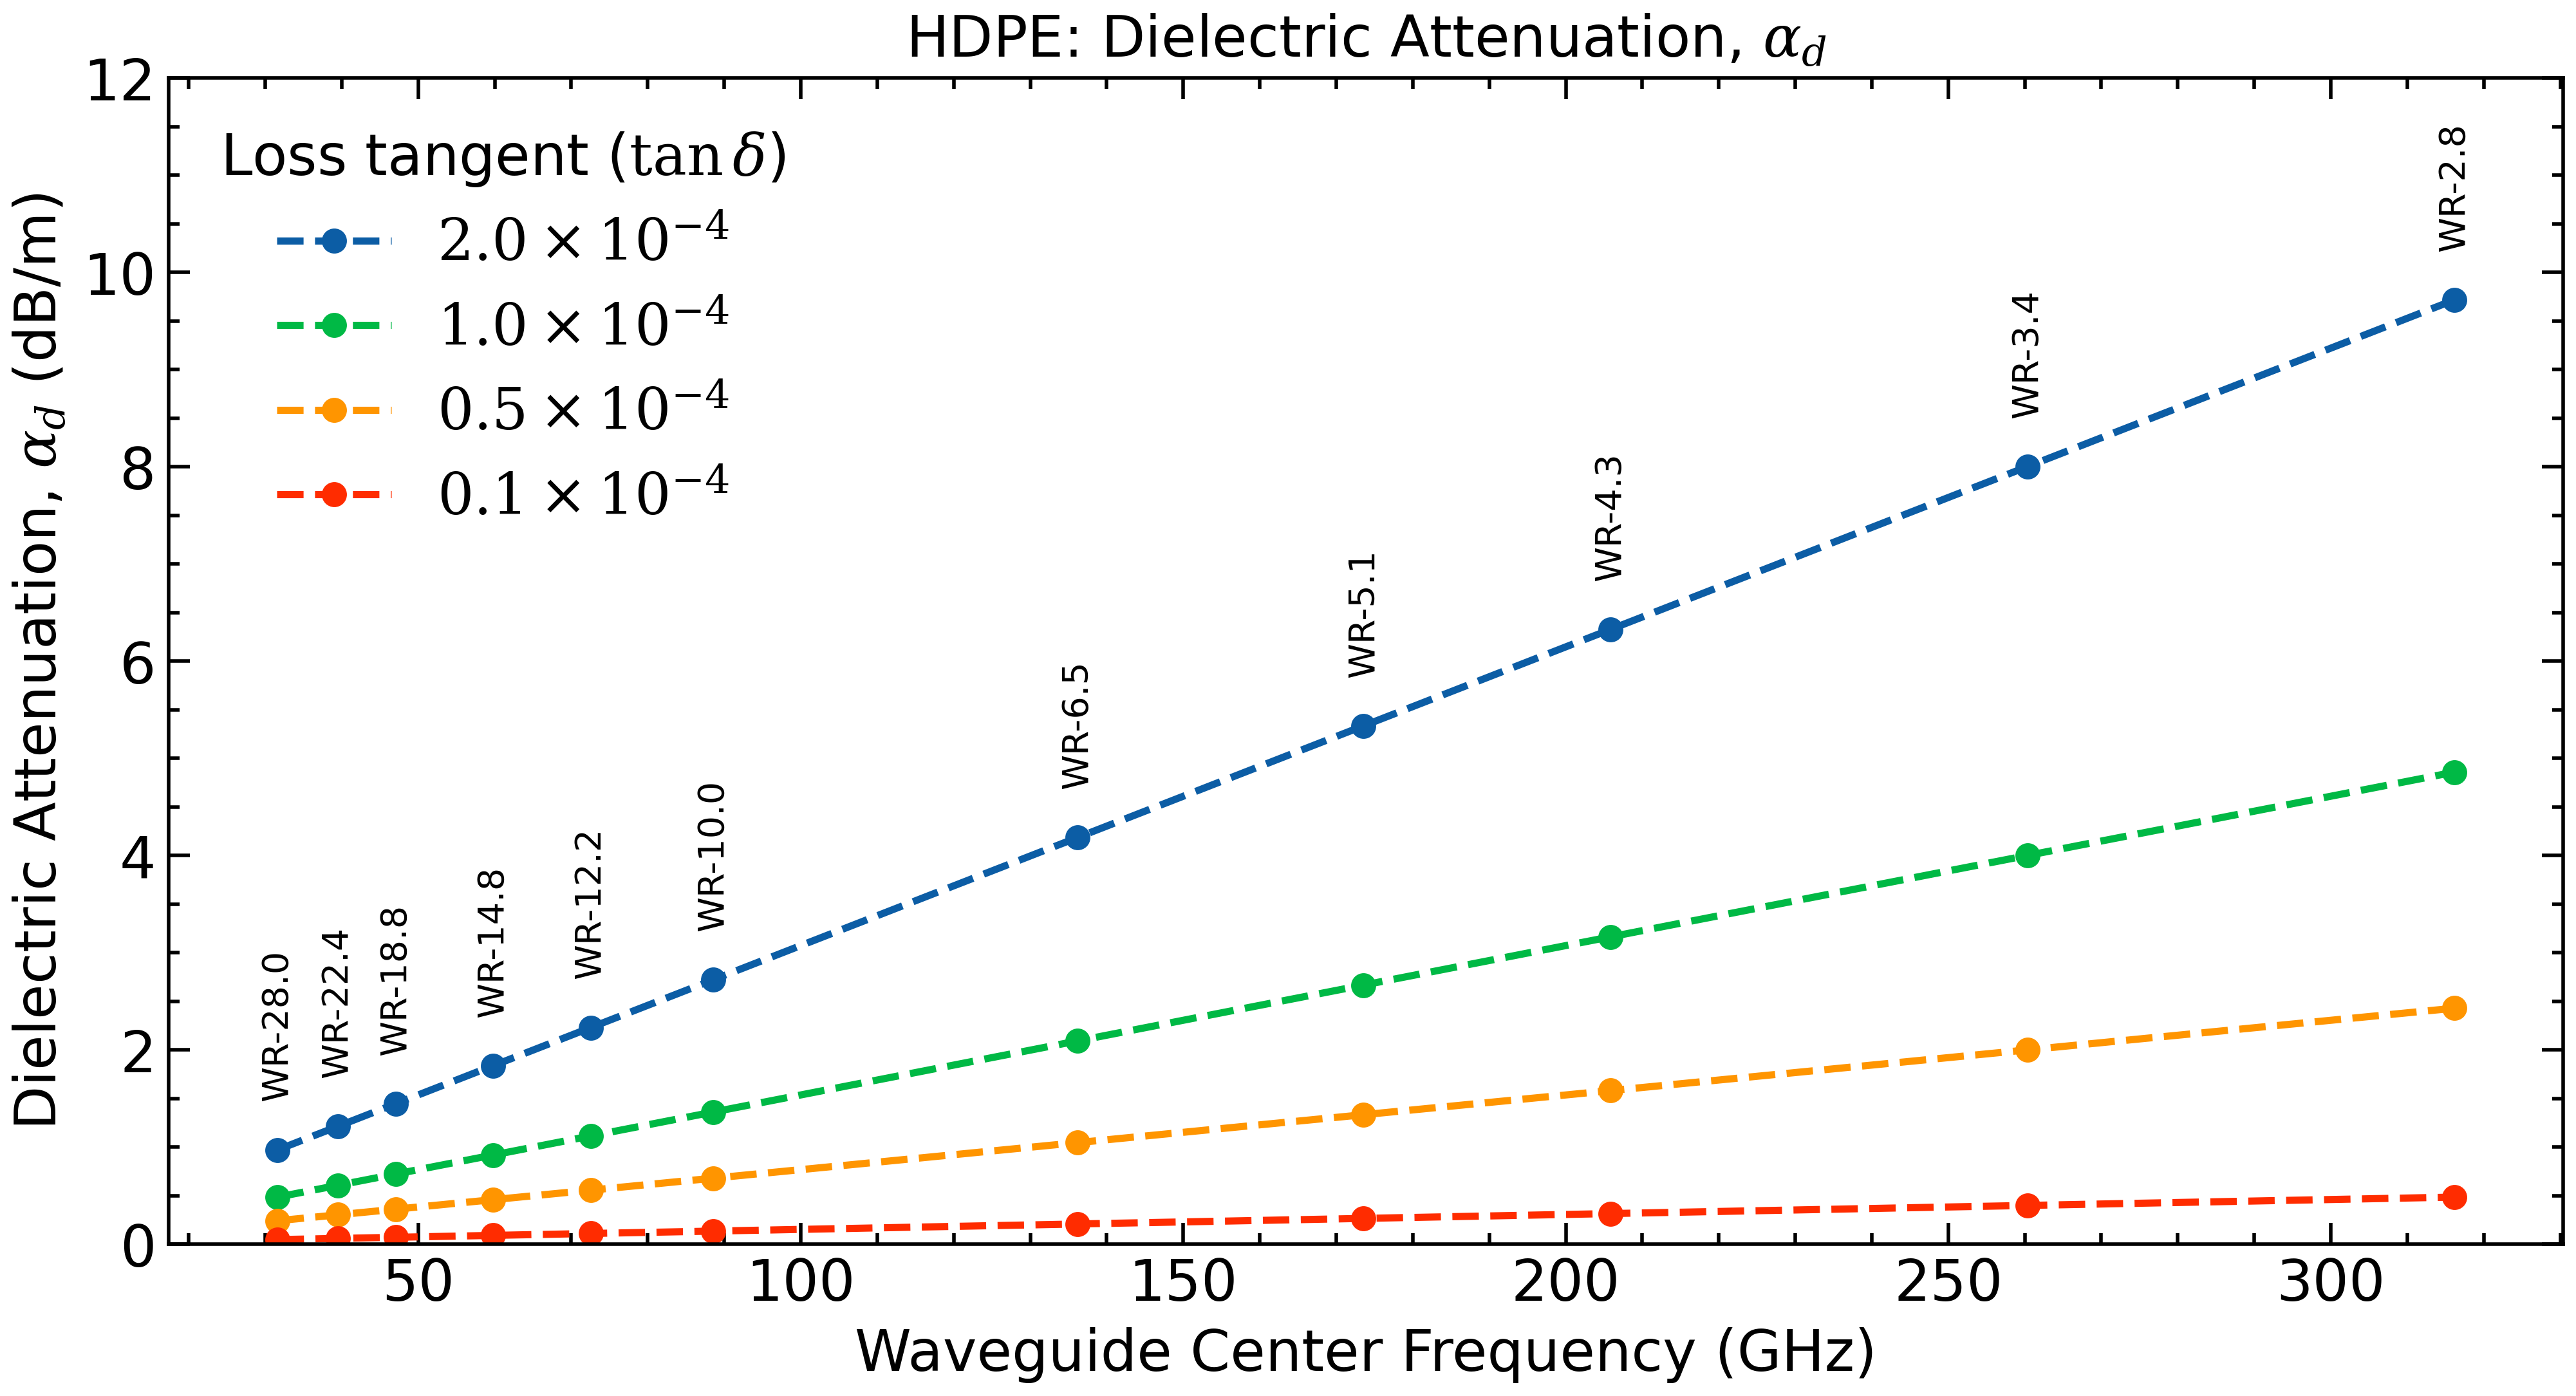 HDPE: Dielectric Attenuation, α_d
12
10
8
6
4
2
0
Dielectric Attenuation, α_d (dB/m)
Loss tangent (tan δ)
2.0 × 10⁻⁴
1.0 × 10⁻⁴
0.5 × 10⁻⁴
0.1 × 10⁻⁴
WR-28.0
WR-22.4
WR-18.8
WR-14.8
WR-12.2
WR-10.0
WR-6.5
WR-5.1
WR-4.3
WR-3.4
WR-2.8
50
100
150
200
250
300
Waveguide Center Frequency (GHz)